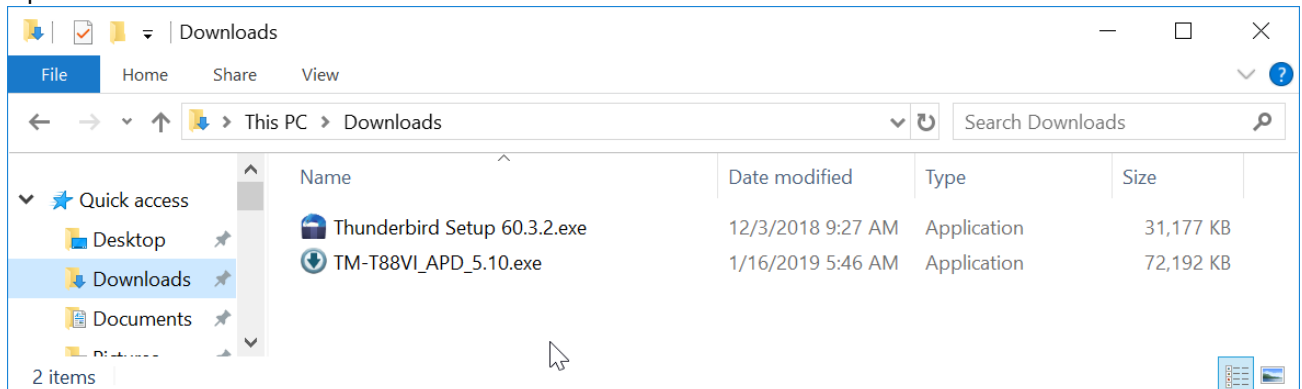 Downloads
File Home Share View
This PC > Downloads Search Downloads
Name Date modified Type Size
Quick access
Desktop
Downloads
Documents
Thunderbird Setup 60.3.2.exe 12/3/2018 9:27 AM Application 31,177 KB
TM-T88VI_APD_5.10.exe 1/16/2019 5:46 AM Application 72,192 KB
2 items